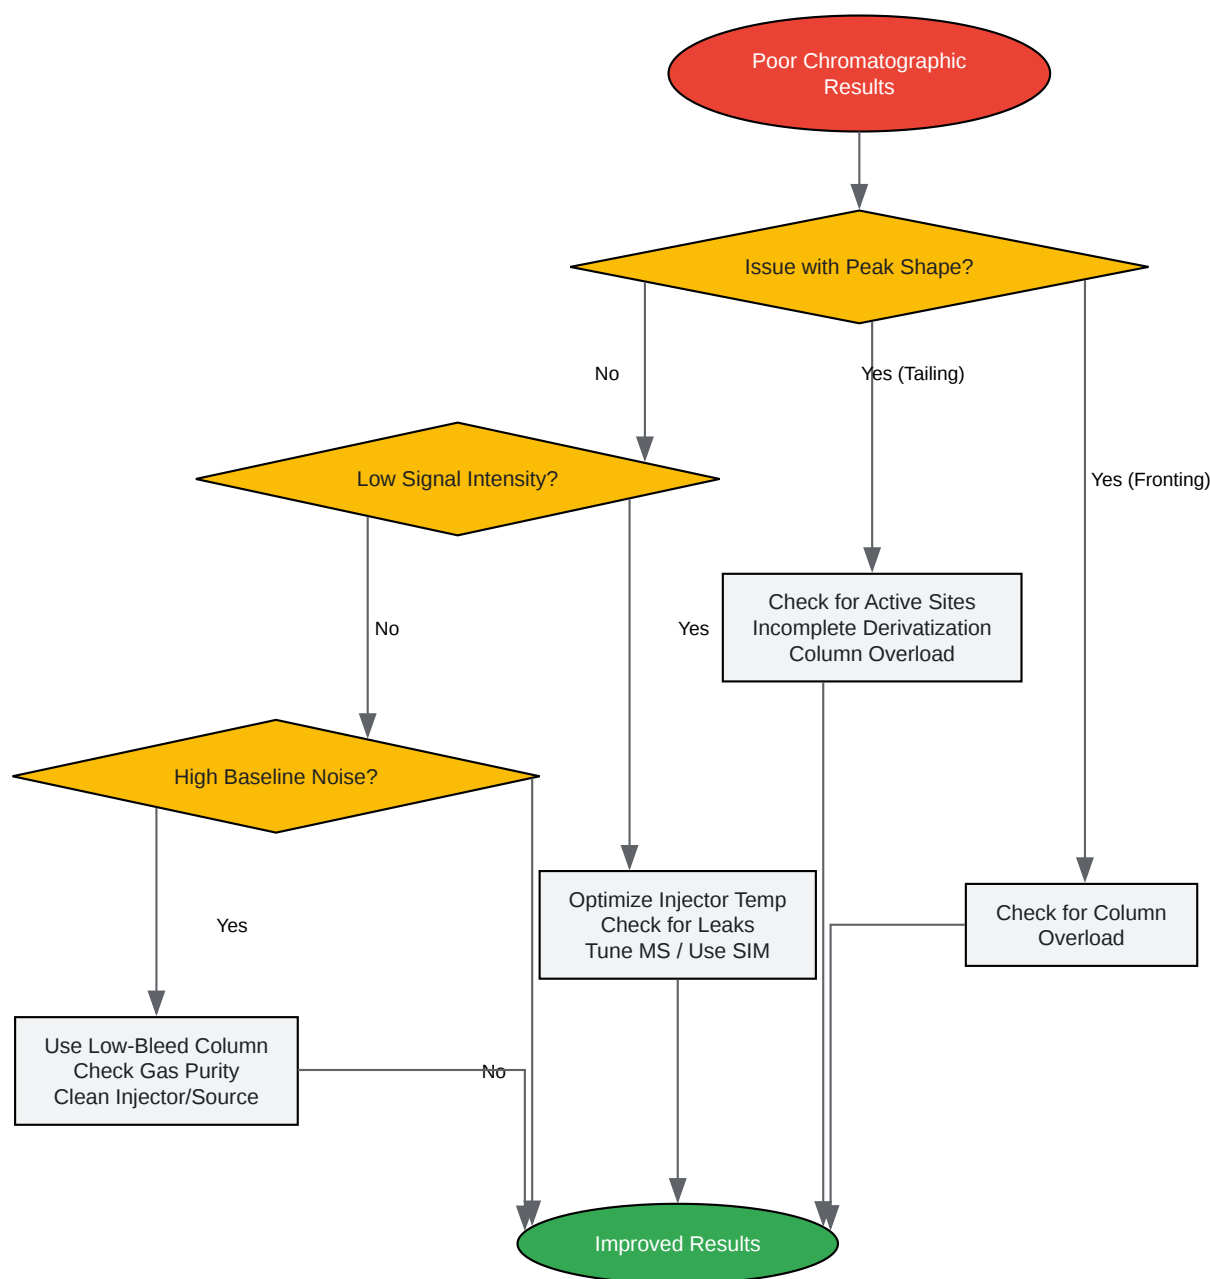 Poor Chromatographic
Results
Issue with Peak Shape?
No
Yes (Tailing)
Low Signal Intensity?
Yes (Fronting)
Check for Active Sites
Incomplete Derivatization
Column Overload
No
Yes
High Baseline Noise?
Optimize Injector Temp
Check for Leaks
Tune MS / Use SIM
Check for Column
Overload
Yes
Use Low-Bleed Column
Check Gas Purity
Clean Injector/Source
No
Improved Results